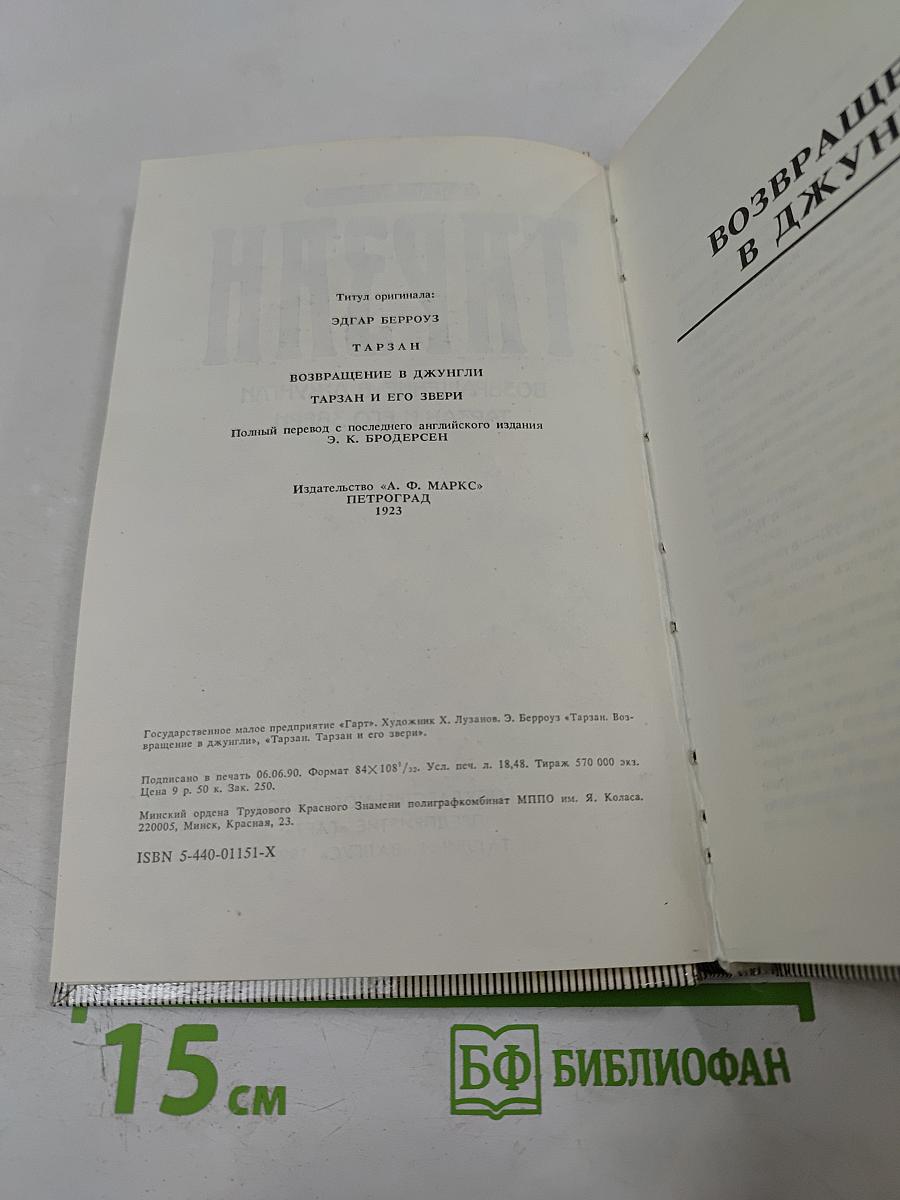 Титул оригинала:
ЭДГАР БЕРРОУЗ
ТАРЗАН
ВОЗВРАЩЕНИЕ В ДЖУНГЛИ
ТАРЗАН И ЕГО ЗВЕРИ
Полный перевод с последнего английского издания
Э. К. БРОДЕРСЕН
Издательство «А. Ф. МАРКС»
ПЕТРОГРАД
1923
Государственное малое предприятие «Гарт». Художник Х. Лузанов. Э. Берроуз «Тарзан. Воз-
вращение в джунгли», «Тарзан. Тарзан и его звери».
Подписано в печать 06.06.90. Формат 84×108¹/₃₂. Усл. печ. л. 18,48. Тираж 570 000 экз.
Цена 9 р. 50 к. Зак. 250.
Минский ордена Трудового Красного Знамени полиграфкомбинат МППО им. Я. Коласа.
220005, Минск, Красная, 23.
ISBN 5-440-01151-X
ВОЗВРАЩЕ
В ДЖУН
15 см
БФ БИБЛИОФАН